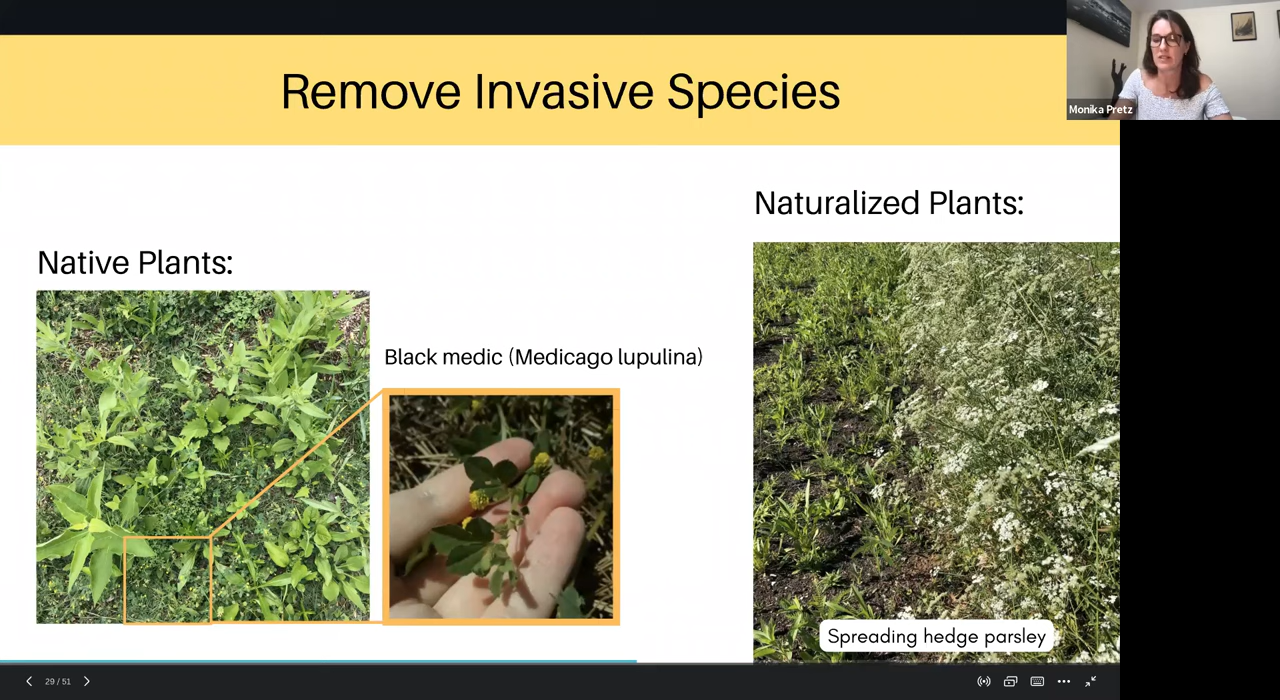 Remove Invasive Species
Monika Pretz
Naturalized Plants:
Native Plants:
Black medic (Medicago lupulina)
Spreading hedge parsley
29 / 51